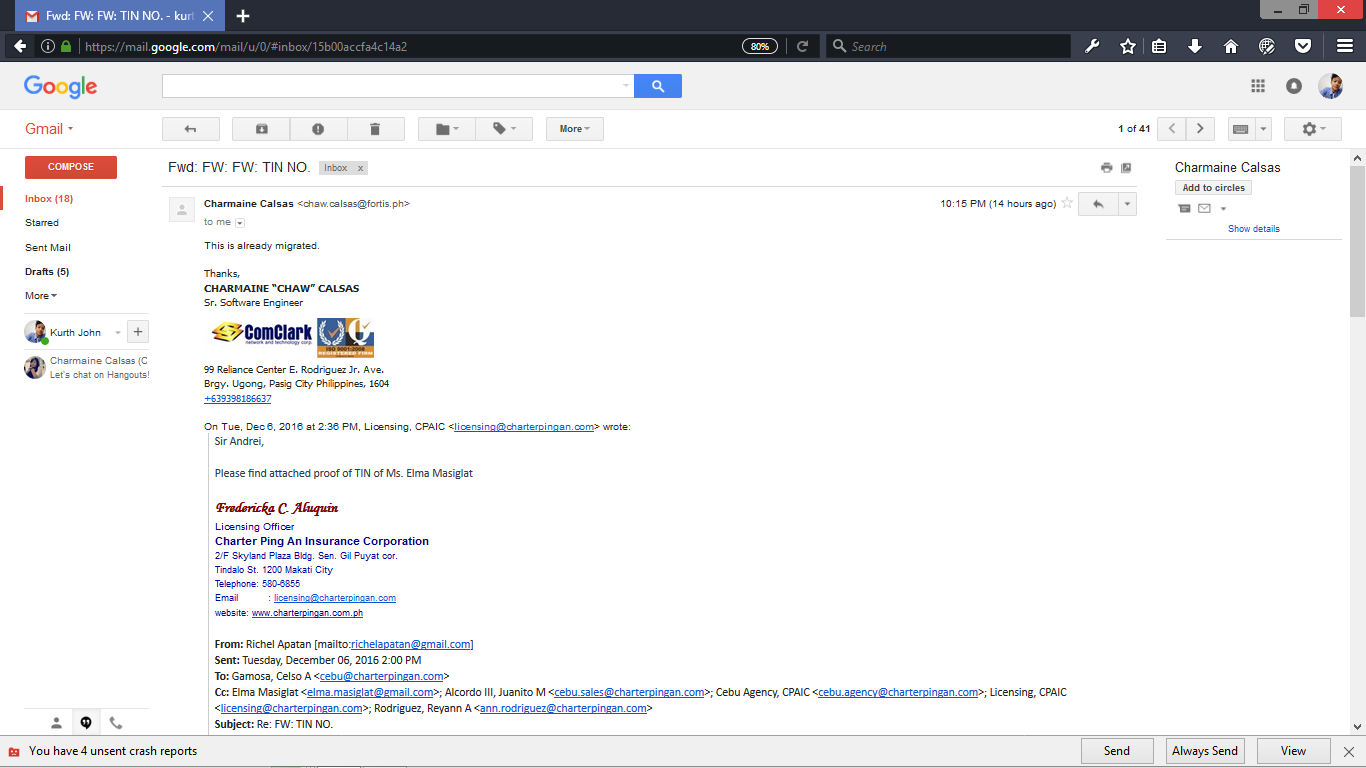 Fwd: FW: FW: TIN NO. - kurt
https://mail.google.com/mail/u/0/#inbox/15b00accfa4c14a2
80%
Search
Google
Gmail
More
1 of 41
COMPOSE
Inbox (18)
Starred
Sent Mail
Drafts (5)
More
Kurth John
Charmaine Calsas (C
Let's chat on Hangouts!
Fwd: FW: FW: TIN NO.
Inbox x
Charmaine Calsas <chaw.calsas@fortis.ph>
10:15 PM (14 hours ago)
to me
This is already migrated.
Thanks,
CHARMAINE “CHAW” CALSAS
Sr. Software Engineer
ComClark
network and technology corp.
ISO 9001:2008
REGISTERED FIRM
99 Reliance Center E. Rodriguez Jr. Ave.
Brgy. Ugong, Pasig City Philippines, 1604
+639398186637
On Tue, Dec 6, 2016 at 2:36 PM, Licensing, CPAIC <licensing@charterpingan.com> wrote:
Sir Andrei,
Please find attached proof of TIN of Ms. Elma Masiglat
Fredericka C. Aluquin
Licensing Officer
Charter Ping An Insurance Corporation
2/F Skyland Plaza Bldg. Sen. Gil Puyat cor.
Tindalo St. 1200 Makati City
Telephone: 580-6855
Email : licensing@charterpingan.com
website: www.charterpingan.com.ph
From: Richel Apatan [mailto:richelapatan@gmail.com]
Sent: Tuesday, December 06, 2016 2:00 PM
To: Gamosa, Celso A <cebu@charterpingan.com>
Cc: Elma Masiglat <elma.masiglat@gmail.com>; Alcordo III, Juanito M <cebu.sales@charterpingan.com>; Cebu Agency, CPAIC <cebu.agency@charterpingan.com>; Licensing, CPAIC
<licensing@charterpingan.com>; Rodriguez, Reyann A <ann.rodriguez@charterpingan.com>
Subject: Re: FW: TIN NO.
Charmaine Calsas
Add to circles
Show details
You have 4 unsent crash reports
Send
Always Send
View